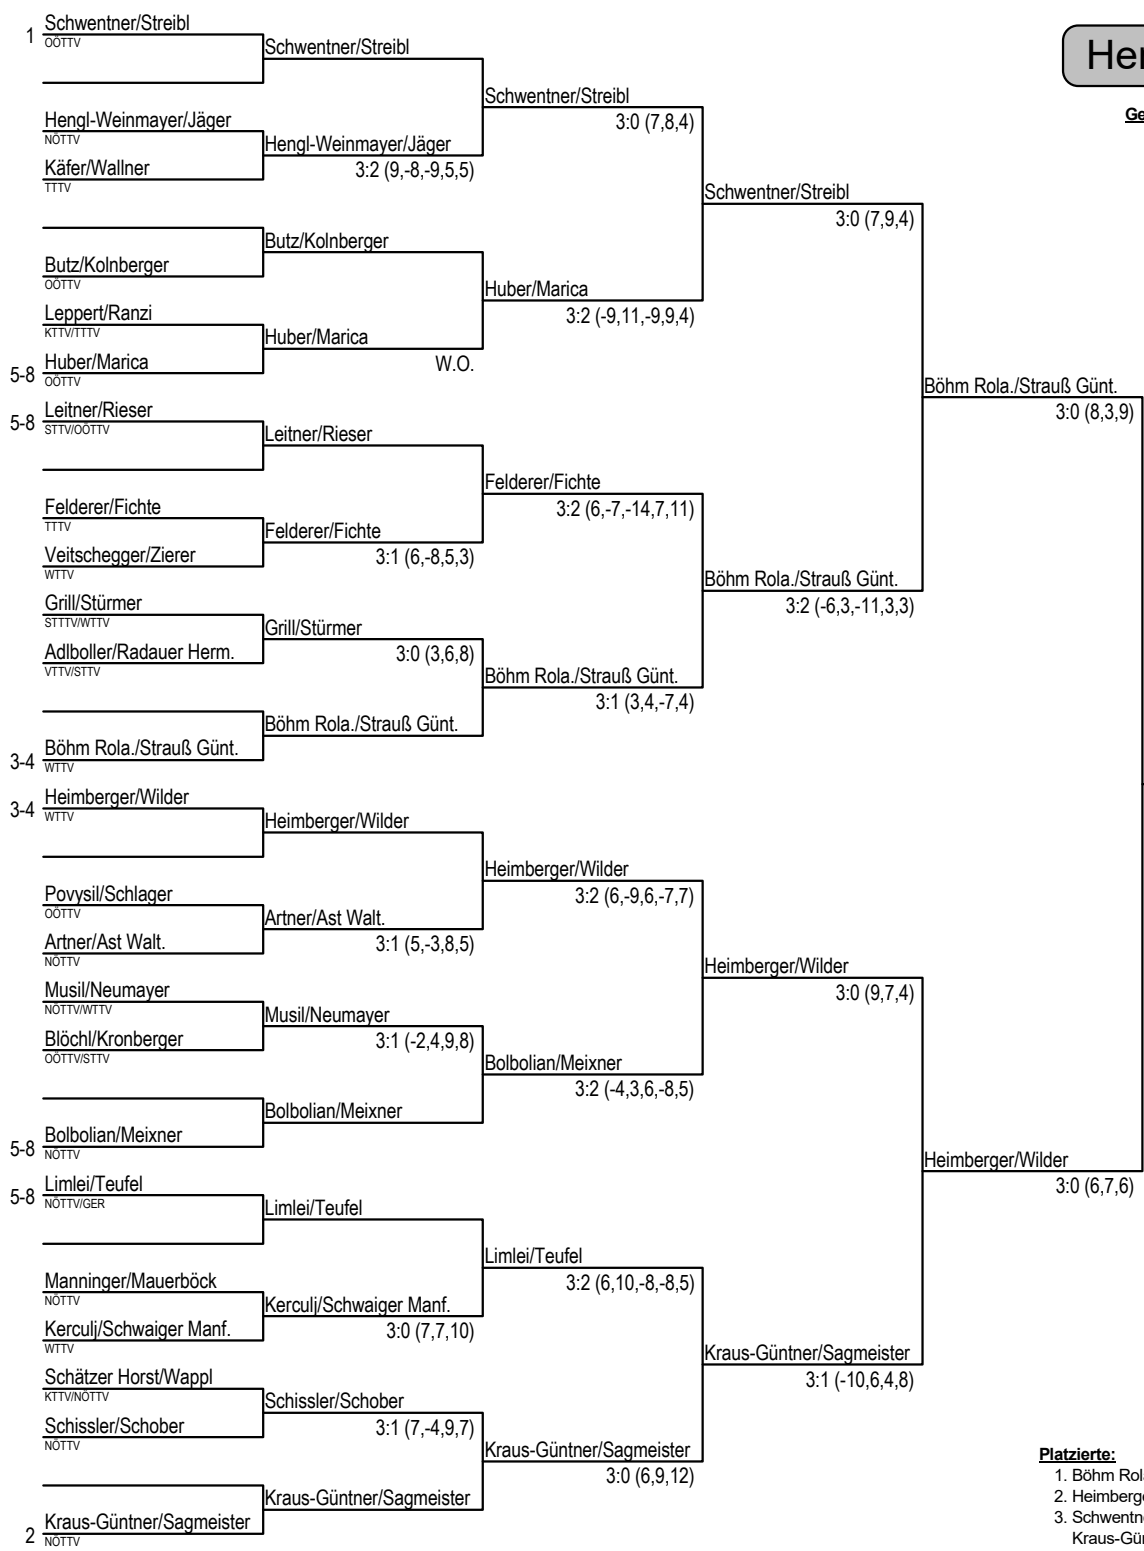 Schwentner/Streibl
1
OÖTTV
Schwentner/Streibl
Schwentner/Streibl
3:0 (7,8,4)
Hengl-Weinmayer/Jäger
NÖTTV
Hengl-Weinmayer/Jäger
3:2 (9,-8,-9,5,5)
Käfer/Wallner
TTTV
Schwentner/Streibl
3:0 (7,9,4)
Butz/Kolnberger
Butz/Kolnberger
OÖTTV
Huber/Marica
3:2 (-9,11,-9,9,4)
Leppert/Ranzi
KTTV/TTTV
Huber/Marica
W.O.
Huber/Marica
5-8
OÖTTV
Böhm Rola./Strauß Günt.
3:0 (8,3,9)
Leitner/Rieser
5-8
STTV/OÖTTV
Leitner/Rieser
Felderer/Fichte
3:2 (6,-7,-14,7,11)
Felderer/Fichte
TTTV
Felderer/Fichte
3:1 (6,-8,5,3)
Veitschegger/Zierer
WTTV
Böhm Rola./Strauß Günt.
3:2 (-6,3,-11,3,3)
Grill/Stürmer
STTTV/WTTV
Grill/Stürmer
3:0 (3,6,8)
Adlboller/Radauer Herm.
VTTV/STTV
Böhm Rola./Strauß Günt.
3:1 (3,4,-7,4)
Böhm Rola./Strauß Günt.
Böhm Rola./Strauß Günt.
3-4
WTTV
Heimberger/Wilder
3-4
WTTV
Heimberger/Wilder
Heimberger/Wilder
3:2 (6,-9,6,-7,7)
Povysil/Schlager
OÖTTV
Artner/Ast Walt.
3:1 (5,-3,8,5)
Artner/Ast Walt.
NÖTTV
Heimberger/Wilder
3:0 (9,7,4)
Musil/Neumayer
NÖTTV/WTTV
Musil/Neumayer
3:1 (-2,4,9,8)
Blöchl/Kronberger
OÖTTV/STTV
Bolbolian/Meixner
3:2 (-4,3,6,-8,5)
Bolbolian/Meixner
Bolbolian/Meixner
5-8
NÖTTV
Heimberger/Wilder
3:0 (6,7,6)
Limlei/Teufel
5-8
NÖTTV/GER
Limlei/Teufel
Limlei/Teufel
3:2 (6,10,-8,-8,5)
Manninger/Mauerböck
NÖTTV
Kerculj/Schwaiger Manf.
3:0 (7,7,10)
Kerculj/Schwaiger Manf.
WTTV
Kraus-Güntner/Sagmeister
3:1 (-10,6,4,8)
Schätzer Horst/Wappl
KTTV/NÖTTV
Schissler/Schober
3:1 (7,-4,9,7)
Schissler/Schober
NÖTTV
Kraus-Güntner/Sagmeister
3:0 (6,9,12)
Kraus-Güntner/Sagmeister
Kraus-Güntner/Sagmeister
2
NÖTTV
Her
Ge
Platzierte:
1. Böhm Rol
2. Heimberg
3. Schwentn
Kraus-Gü